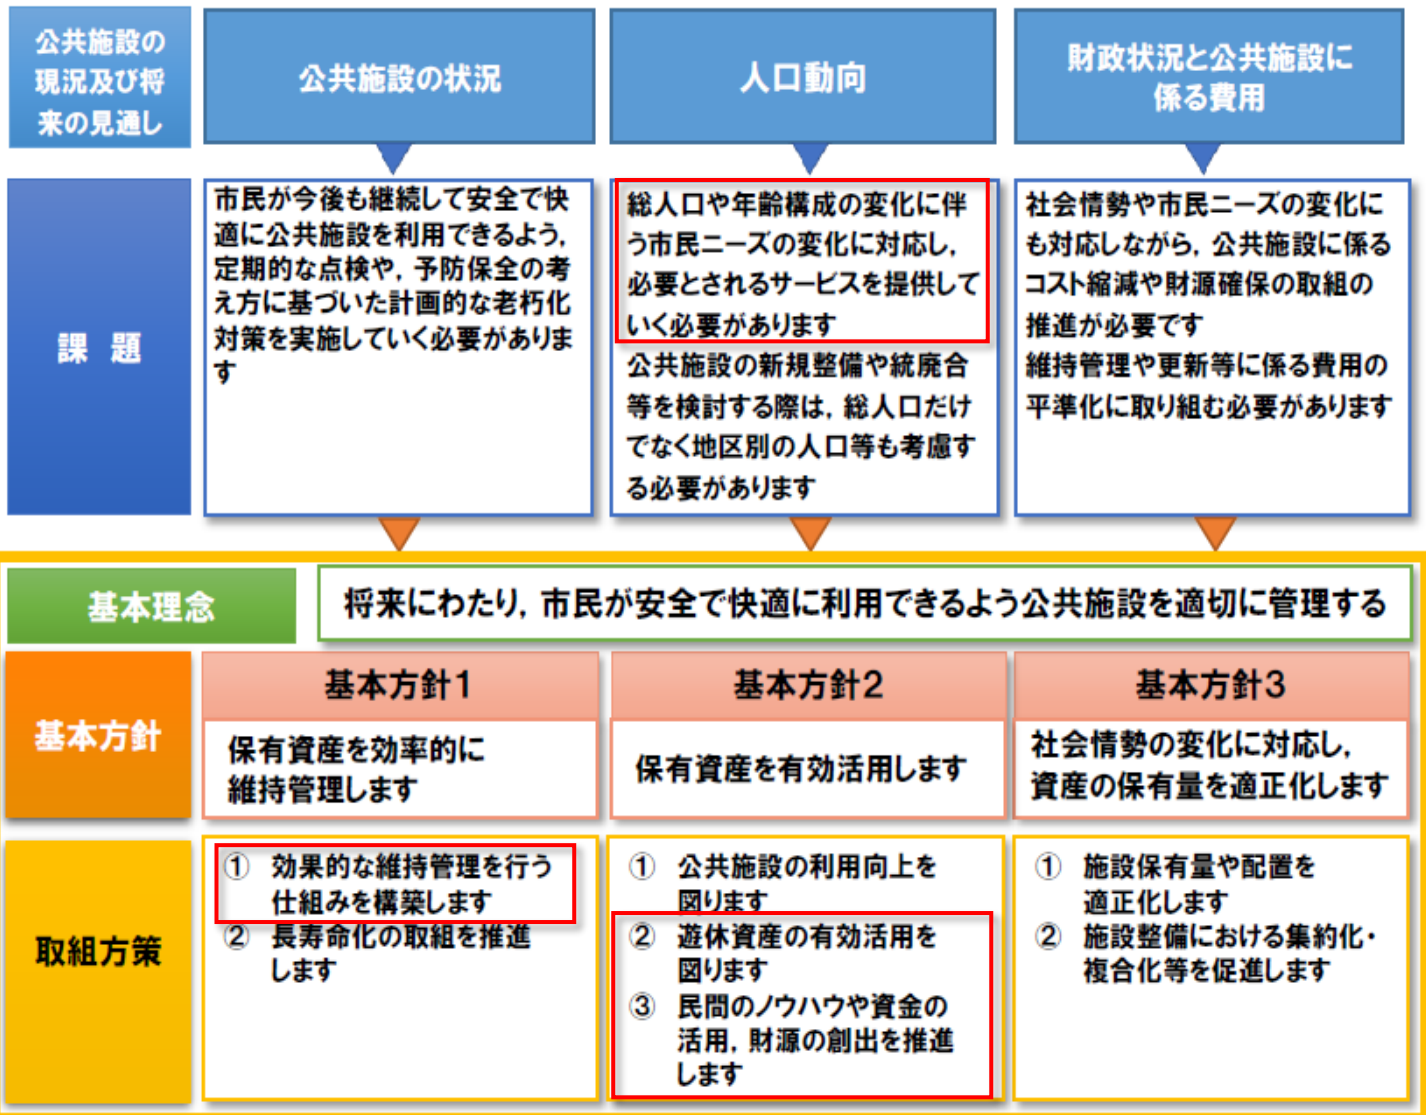 公共施設の
現況及び将
来の見通し
公共施設の状況
人口動向
財政状況と公共施設に
係る費用
課 題
市民が今後も継続して安全で快
適に公共施設を利用できるよう，
定期的な点検や，予防保全の考
え方に基づいた計画的な老朽化
対策を実施していく必要がありま
す
総人口や年齢構成の変化に伴
う市民ニーズの変化に対応し，
必要とされるサービスを提供して
いく必要があります
公共施設の新規整備や統廃合
等を検討する際は，総人口だけ
でなく地区別の人口等も考慮す
る必要があります
社会情勢や市民ニーズの変化に
も対応しながら，公共施設に係る
コスト縮減や財源確保の取組の
推進が必要です
維持管理や更新等に係る費用の
平準化に取り組む必要があります
基本理念
将来にわたり，市民が安全で快適に利用できるよう公共施設を適切に管理する
基本方針
基本方針１
保有資産を効率的に
維持管理します
基本方針２
保有資産を有効活用します
基本方針３
社会情勢の変化に対応し，
資産の保有量を適正化します
取組方策
① 効果的な維持管理を行う
仕組みを構築します
② 長寿命化の取組を推進
します
① 公共施設の利用向上を
図ります
② 遊休資産の有効活用を
図ります
③ 民間のノウハウや資金の
活用，財源の創出を推進
します
① 施設保有量や配置を
適正化します
② 施設整備における集約化・
複合化等を促進します